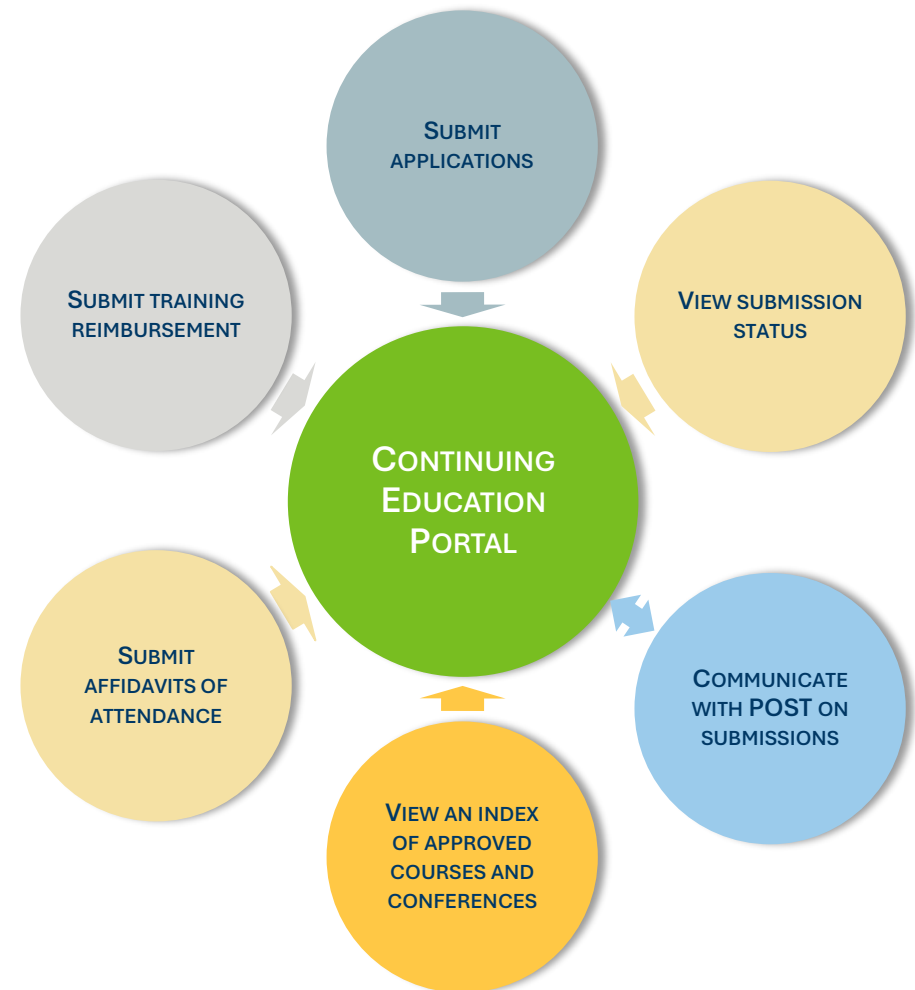 SUBMIT
APPLICATIONS
VIEW SUBMISSION
STATUS
COMMUNICATE
WITH POST ON
SUBMISSIONS
VIEW AN INDEX
OF APPROVED
COURSES AND
CONFERENCES
SUBMIT
AFFIDAVITS OF
ATTENDANCE
SUBMIT TRAINING
REIMBURSEMENT
CONTINUING
EDUCATION
PORTAL